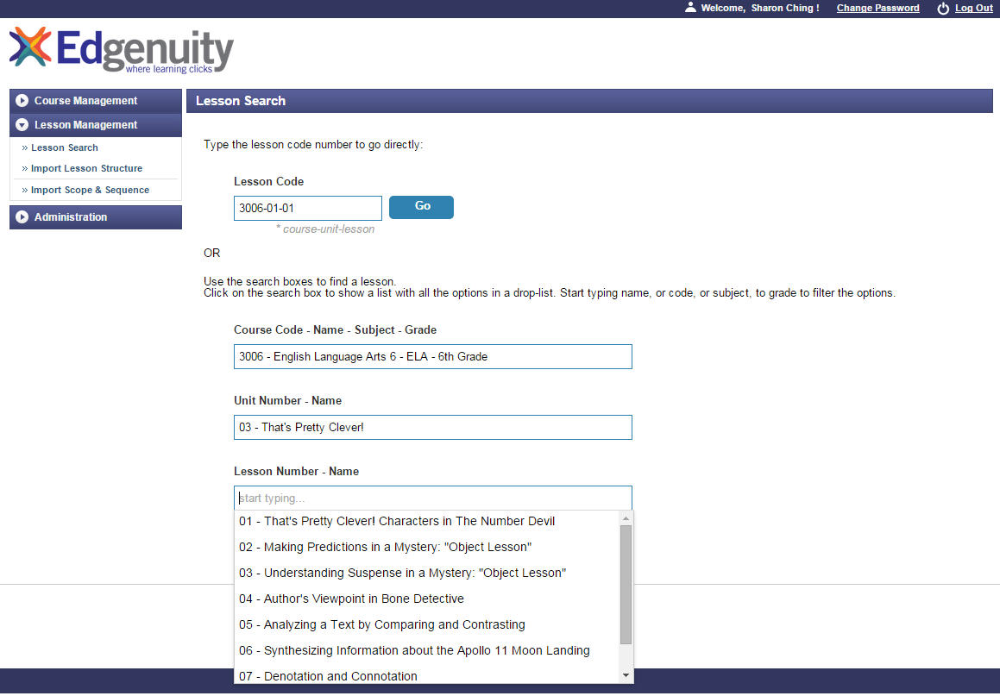 Welcome, Sharon Ching !
Change Password
Log Out
Edgenuity
where learning clicks
Course Management
Lesson Management
» Lesson Search
» Import Lesson Structure
» Import Scope & Sequence
Administration
Lesson Search
Type the lesson code number to go directly:
Lesson Code
3006-01-01
Go
* course-unit-lesson
OR
Use the search boxes to find a lesson.
Click on the search box to show a list with all the options in a drop-list. Start typing name, or code, or subject, to grade to filter the options.
Course Code - Name - Subject - Grade
3006 - English Language Arts 6 - ELA - 6th Grade
Unit Number - Name
03 - That's Pretty Clever!
Lesson Number - Name
start typing...
01 - That's Pretty Clever! Characters in The Number Devil
02 - Making Predictions in a Mystery: "Object Lesson"
03 - Understanding Suspense in a Mystery: "Object Lesson"
04 - Author's Viewpoint in Bone Detective
05 - Analyzing a Text by Comparing and Contrasting
06 - Synthesizing Information about the Apollo 11 Moon Landing
07 - Denotation and Connotation